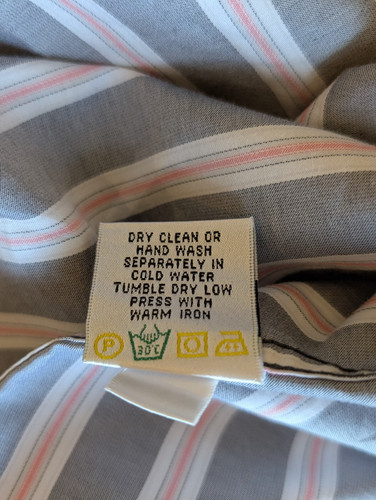 DRY CLEAN OR
HAND WASH
SEPARATELY IN
COLD WATER
TUMBLE DRY LOW
PRESS WITH
WARM IRON
P 30°C